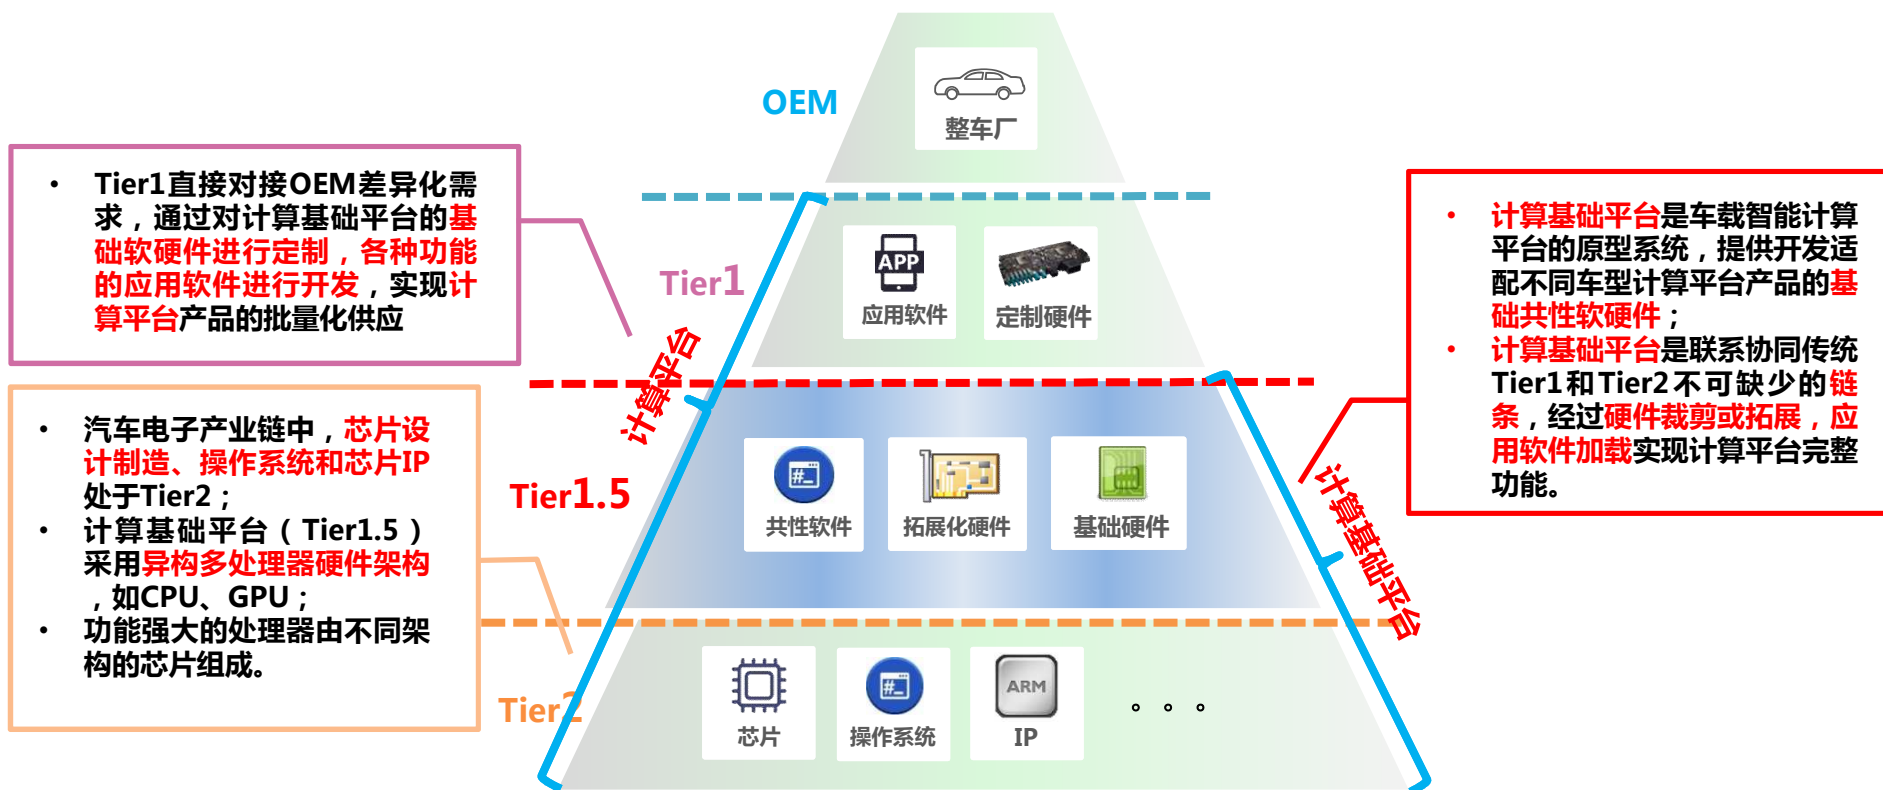 OEM
整车厂
• Tier1直接对接OEM差异化需
求，通过对计算基础平台的基
础软硬件进行定制，各种功能
的应用软件进行开发，实现计
算平台产品的批量化供应
Tier1
APP
应用软件
定制硬件
计算平台
• 计算基础平台是车载智能计算
平台的原型系统，提供开发适
配不同车型计算平台产品的基
础共性软硬件；
• 计算基础平台是联系协同传统
Tier1和Tier2不可缺少的链
条，经过硬件裁剪或拓展，应
用软件加载实现计算平台完整
功能。
• 汽车电子产业链中，芯片设
计制造、操作系统和芯片IP
处于Tier2；
• 计算基础平台（Tier1.5）
采用异构多处理器硬件架构
，如CPU、GPU；
• 功能强大的处理器由不同架
构的芯片组成。
Tier1.5
#_
共性软件
拓展化硬件
基础硬件
计算基础平台
Tier2
芯片
#_
操作系统
ARM
IP
。。。